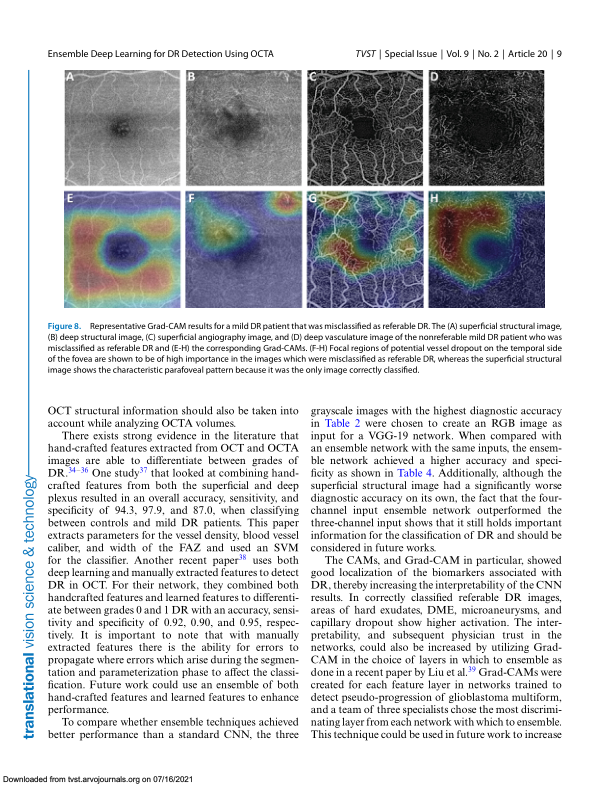 Ensemble Deep Learning for DR Detection Using OCTA
TVST | Special Issue | Vol. 9 | No. 2 | Article 20 | 9
A
B
C
D
E
F
G
H
Figure 8. Representative Grad-CAM results for a mild DR patient that was misclassified as referable DR. The (A) superficial structural image,
(B) deep structural image, (C) superficial angiography image, and (D) deep vasculature image of the nonreferable mild DR patient who was
misclassified as referable DR and (E-H) the corresponding Grad-CAMs. (F-H) Focal regions of potential vessel dropout on the temporal side
of the fovea are shown to be of high importance in the images which were misclassified as referable DR, whereas the superficial structural
image shows the characteristic parafoveal pattern because it was the only image correctly classified.
OCT structural information should also be taken into
account while analyzing OCTA volumes.
There exists strong evidence in the literature that
hand-crafted features extracted from OCT and OCTA
images are able to differentiate between grades of
DR.34–36 One study37 that looked at combining hand-
crafted features from both the superficial and deep
plexus resulted in an overall accuracy, sensitivity, and
specificity of 94.3, 97.9, and 87.0, when classifying
between controls and mild DR patients. This paper
extracts parameters for the vessel density, blood vessel
caliber, and width of the FAZ and used an SVM
for the classifier. Another recent paper38 uses both
deep learning and manually extracted features to detect
DR in OCT. For their network, they combined both
handcrafted features and learned features to differenti-
ate between grades 0 and 1 DR with an accuracy, sensi-
tivity and specificity of 0.92, 0.90, and 0.95, respec-
tively. It is important to note that with manually
extracted features there is the ability for errors to
propagate where errors which arise during the segmen-
tation and parameterization phase to affect the classi-
fication. Future work could use an ensemble of both
hand-crafted features and learned features to enhance
performance.
To compare whether ensemble techniques achieved
better performance than a standard CNN, the three
grayscale images with the highest diagnostic accuracy
in Table 2 were chosen to create an RGB image as
input for a VGG-19 network. When compared with
an ensemble network with the same inputs, the ensem-
ble network achieved a higher accuracy and speci-
ficity as shown in Table 4. Additionally, although the
superficial structural image had a significantly worse
diagnostic accuracy on its own, the fact that the four-
channel input ensemble network outperformed the
three-channel input shows that it still holds important
information for the classification of DR and should be
considered in future works.
The CAMs, and Grad-CAM in particular, showed
good localization of the biomarkers associated with
DR, thereby increasing the interpretability of the CNN
results. In correctly classified referable DR images,
areas of hard exudates, DME, microaneurysms, and
capillary dropout show higher activation. The inter-
pretability, and subsequent physician trust in the
networks, could also be increased by utilizing Grad-
CAM in the choice of layers in which to ensemble as
done in a recent paper by Liu et al.39 Grad-CAMs were
created for each feature layer in networks trained to
detect pseudo-progression of glioblastoma multiform,
and a team of three specialists chose the most discrimi-
nating layer from each network with which to ensemble.
This technique could be used in future work to increase
translational vision science & technology
Downloaded from tvst.arvojournals.org on 07/16/2021